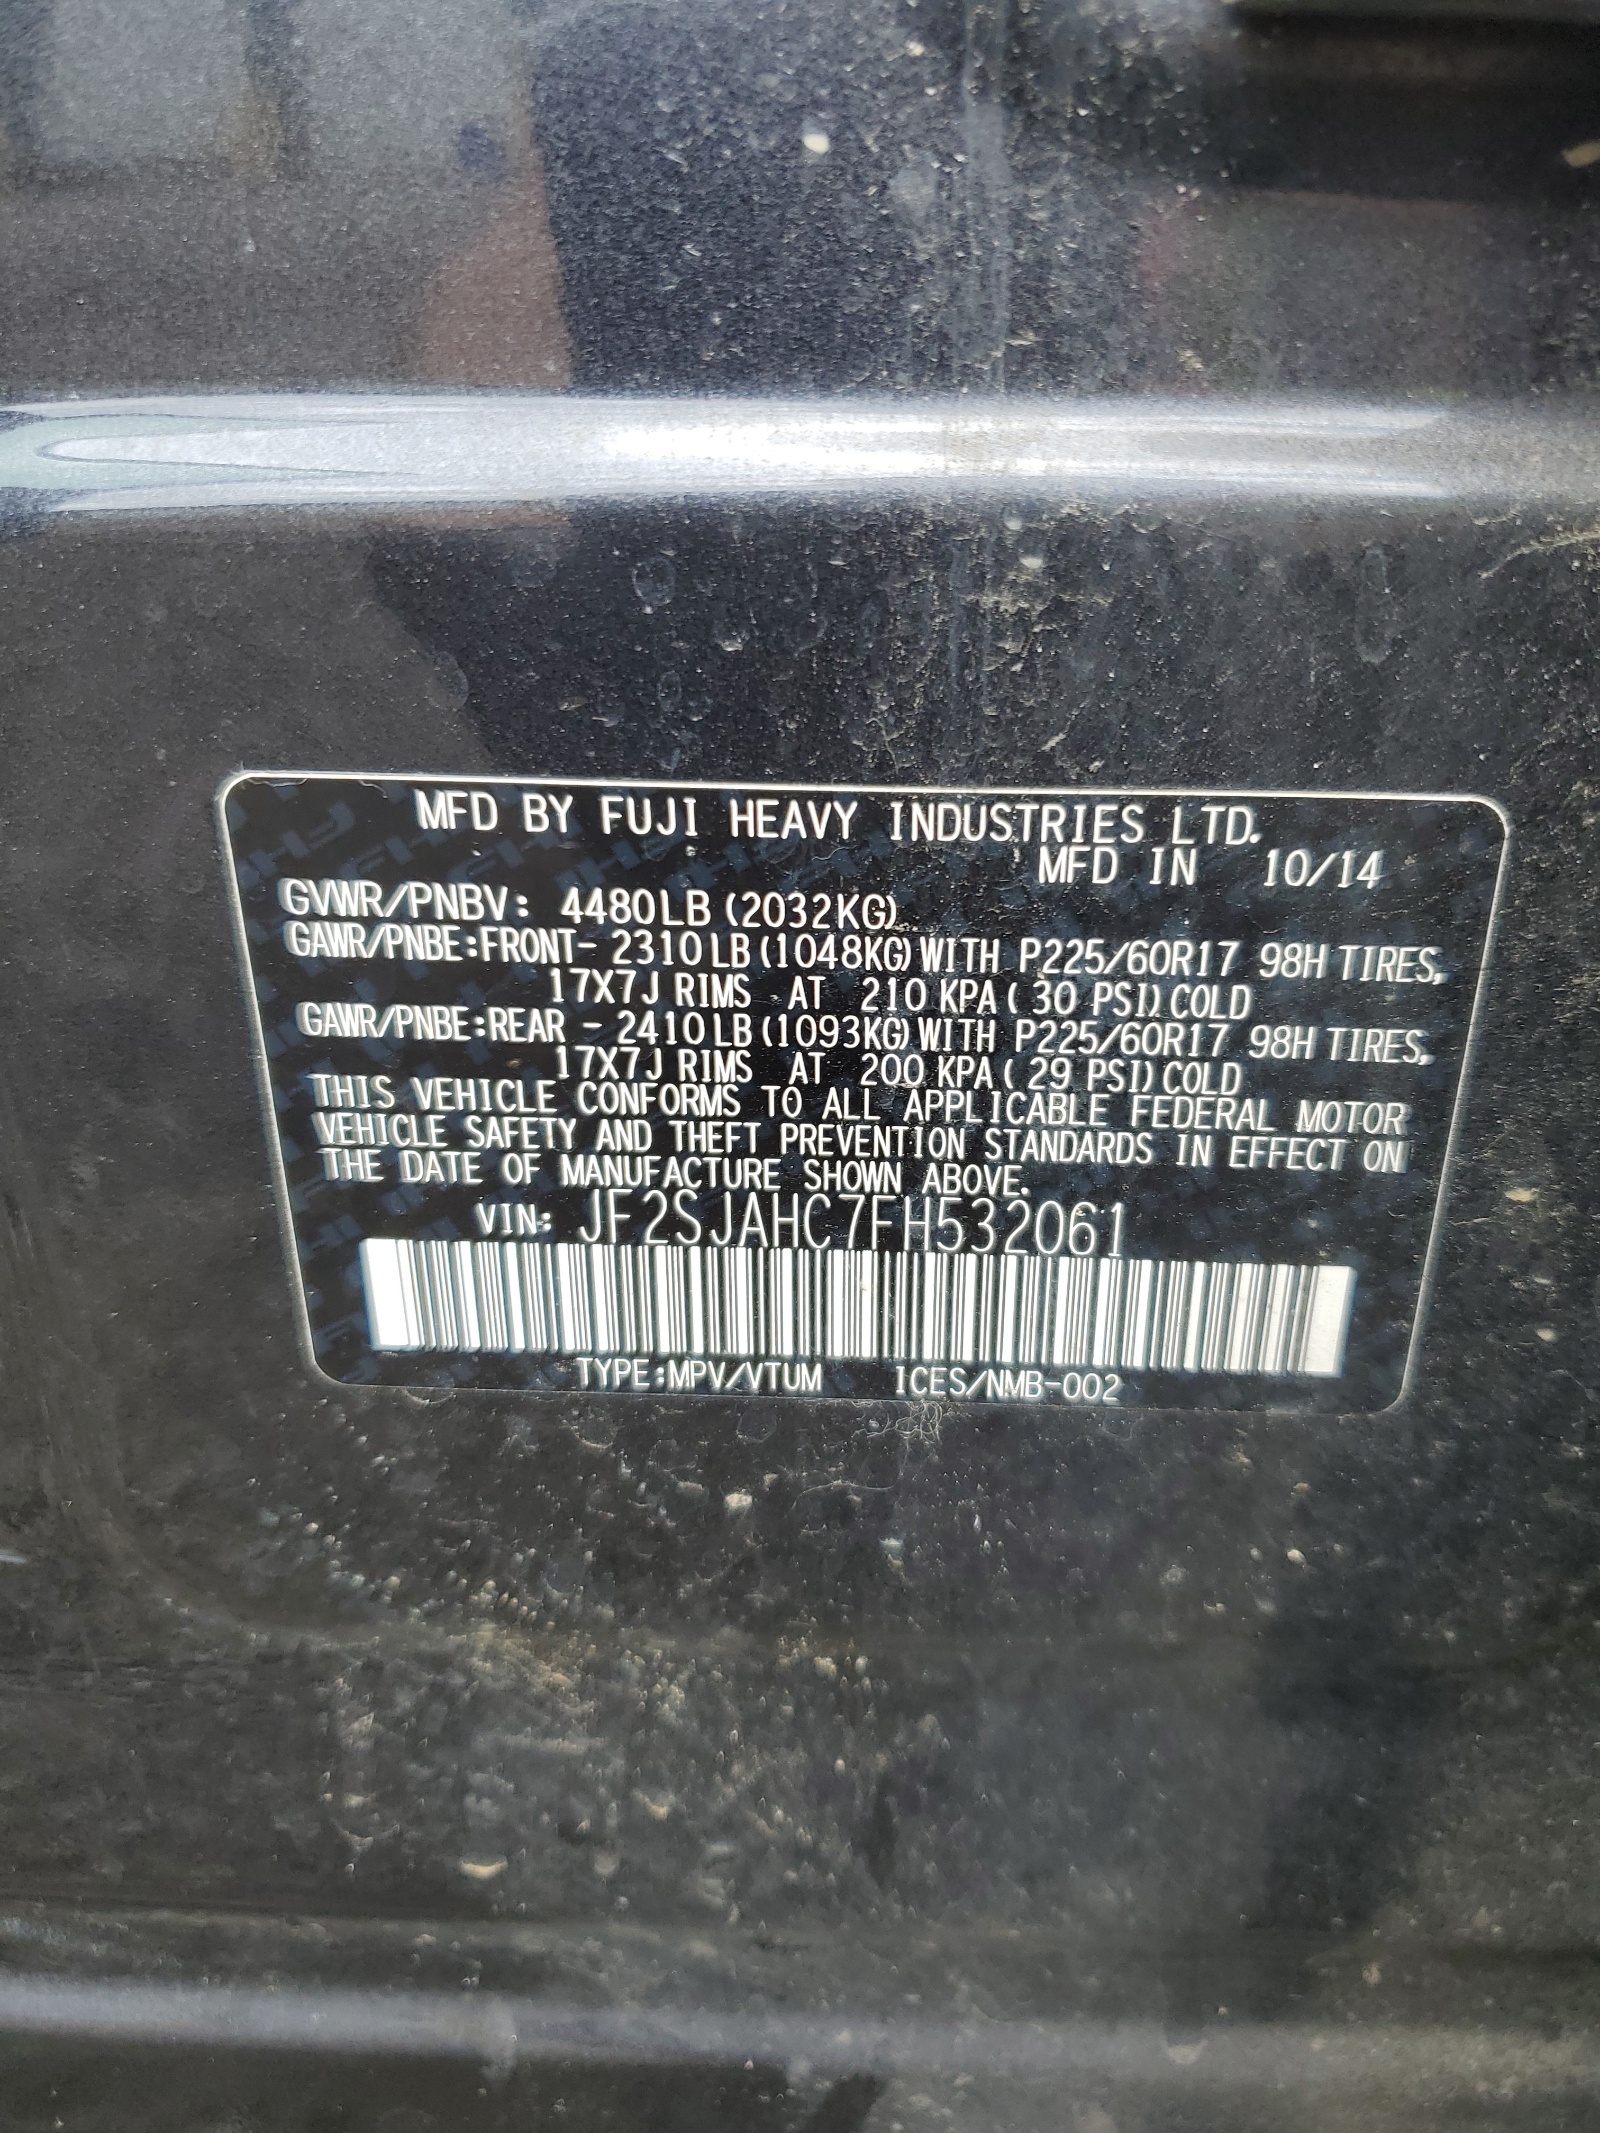 MFD BY FUJI HEAVY INDUSTRIES LTD.
MFD IN 10/14
GVWR/PNBV: 4480LB (2032KG)
GAWR/PNBE:FRONT- 2310LB (1048KG) WITH P225/60R17 98H TIRES,
17X7J RIMS AT 210 KPA ( 30 PSI) COLD
GAWR/PNBE:REAR - 2410LB (1093KG) WITH P225/60R17 98H TIRES,
17X7J RIMS AT 200 KPA ( 29 PSI) COLD
THIS VEHICLE CONFORMS TO ALL APPLICABLE FEDERAL MOTOR
VEHICLE SAFETY AND THEFT PREVENTION STANDARDS IN EFFECT ON
THE DATE OF MANUFACTURE SHOWN ABOVE.
VIN: JF2SJAHC7FH532061
TYPE:MPV/VTUM ICES/NMB-002